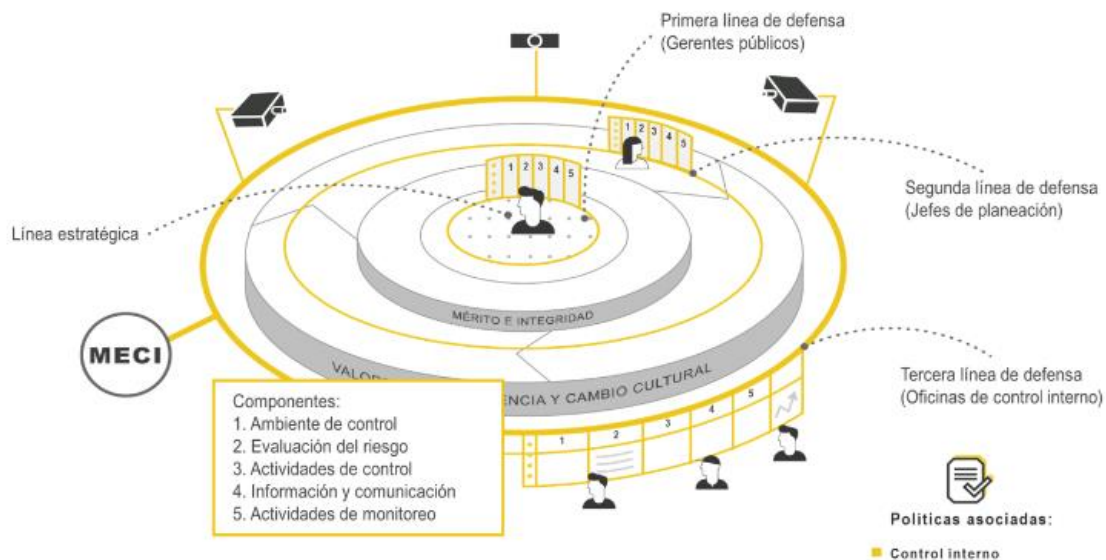 Primera línea de defensa
(Gerentes públicos)
1 2 3 4 5
1 2 3 4 5
Segunda línea de defensa
(Jefes de planeación)
Línea estratégica
MÉRITO E INTEGRIDAD
MECI
VALOR
ENCIA Y CAMBIO CULTURAL
Tercera línea de defensa
(Oficinas de control interno)
Componentes:
1. Ambiente de control
2. Evaluación del riesgo
3. Actividades de control
4. Información y comunicación
5. Actividades de monitoreo
1 2 3 4 5
Políticas asociadas:
Control interno